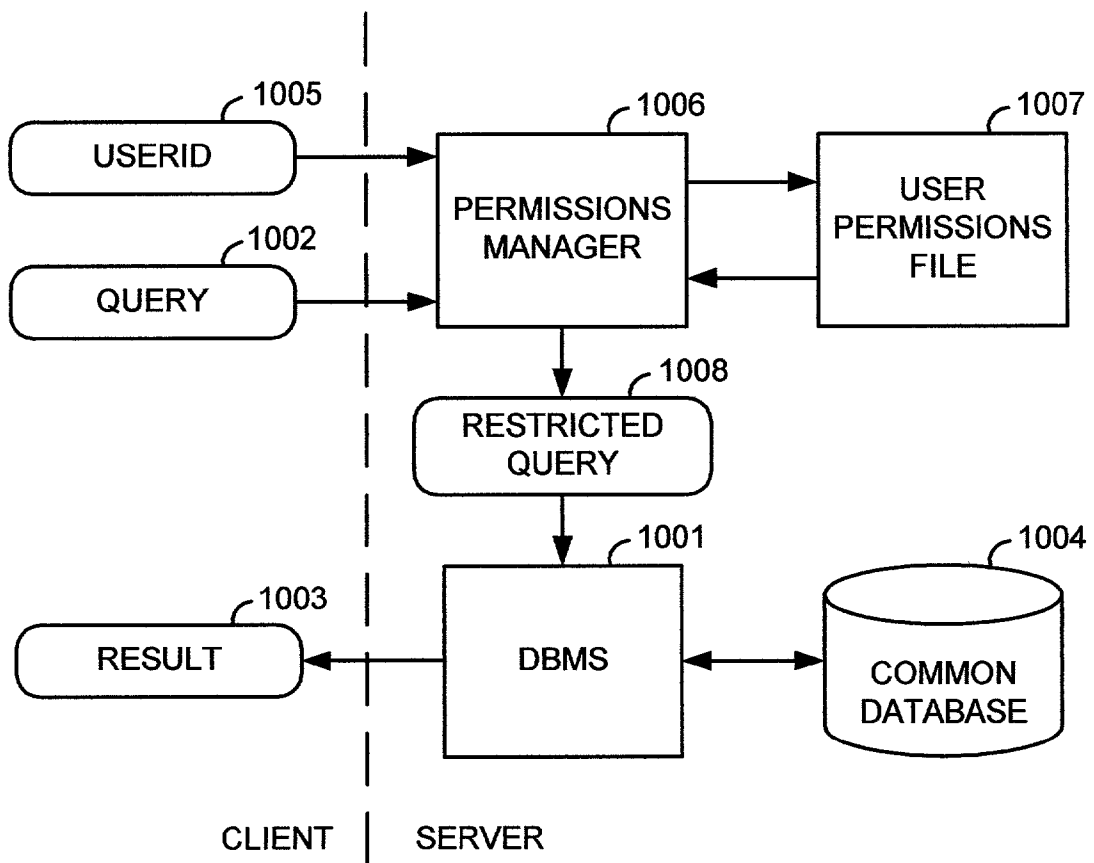 1005
USERID
1006
PERMISSIONS
MANAGER
1007
USER
PERMISSIONS
FILE
1002
QUERY
1008
RESTRICTED
QUERY
1001
DBMS
1004
COMMON
DATABASE
1003
RESULT
CLIENT
SERVER